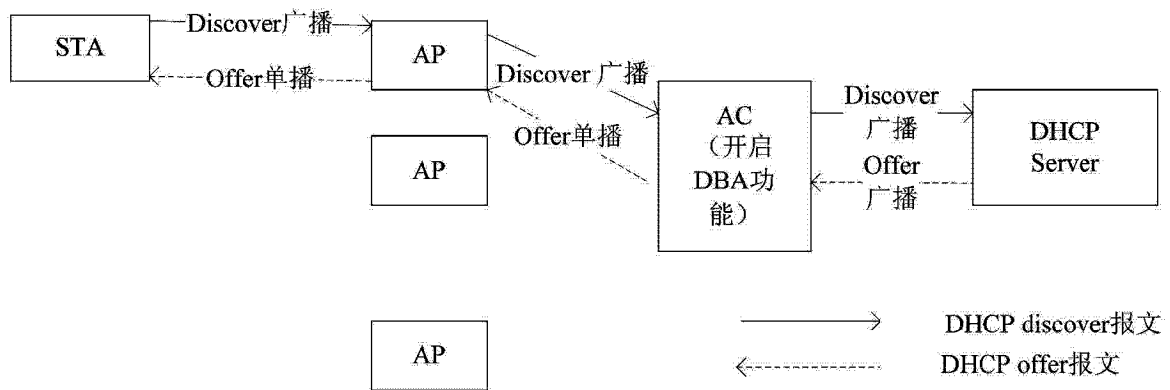 STA
Discover广播
Offer单播
AP
Discover 广播
Offer单播
AP
AP
AC
（开启
DBA功
能）
Discover
广播
Offer
广播
DHCP
Server
DHCP discover报文
DHCP offer报文